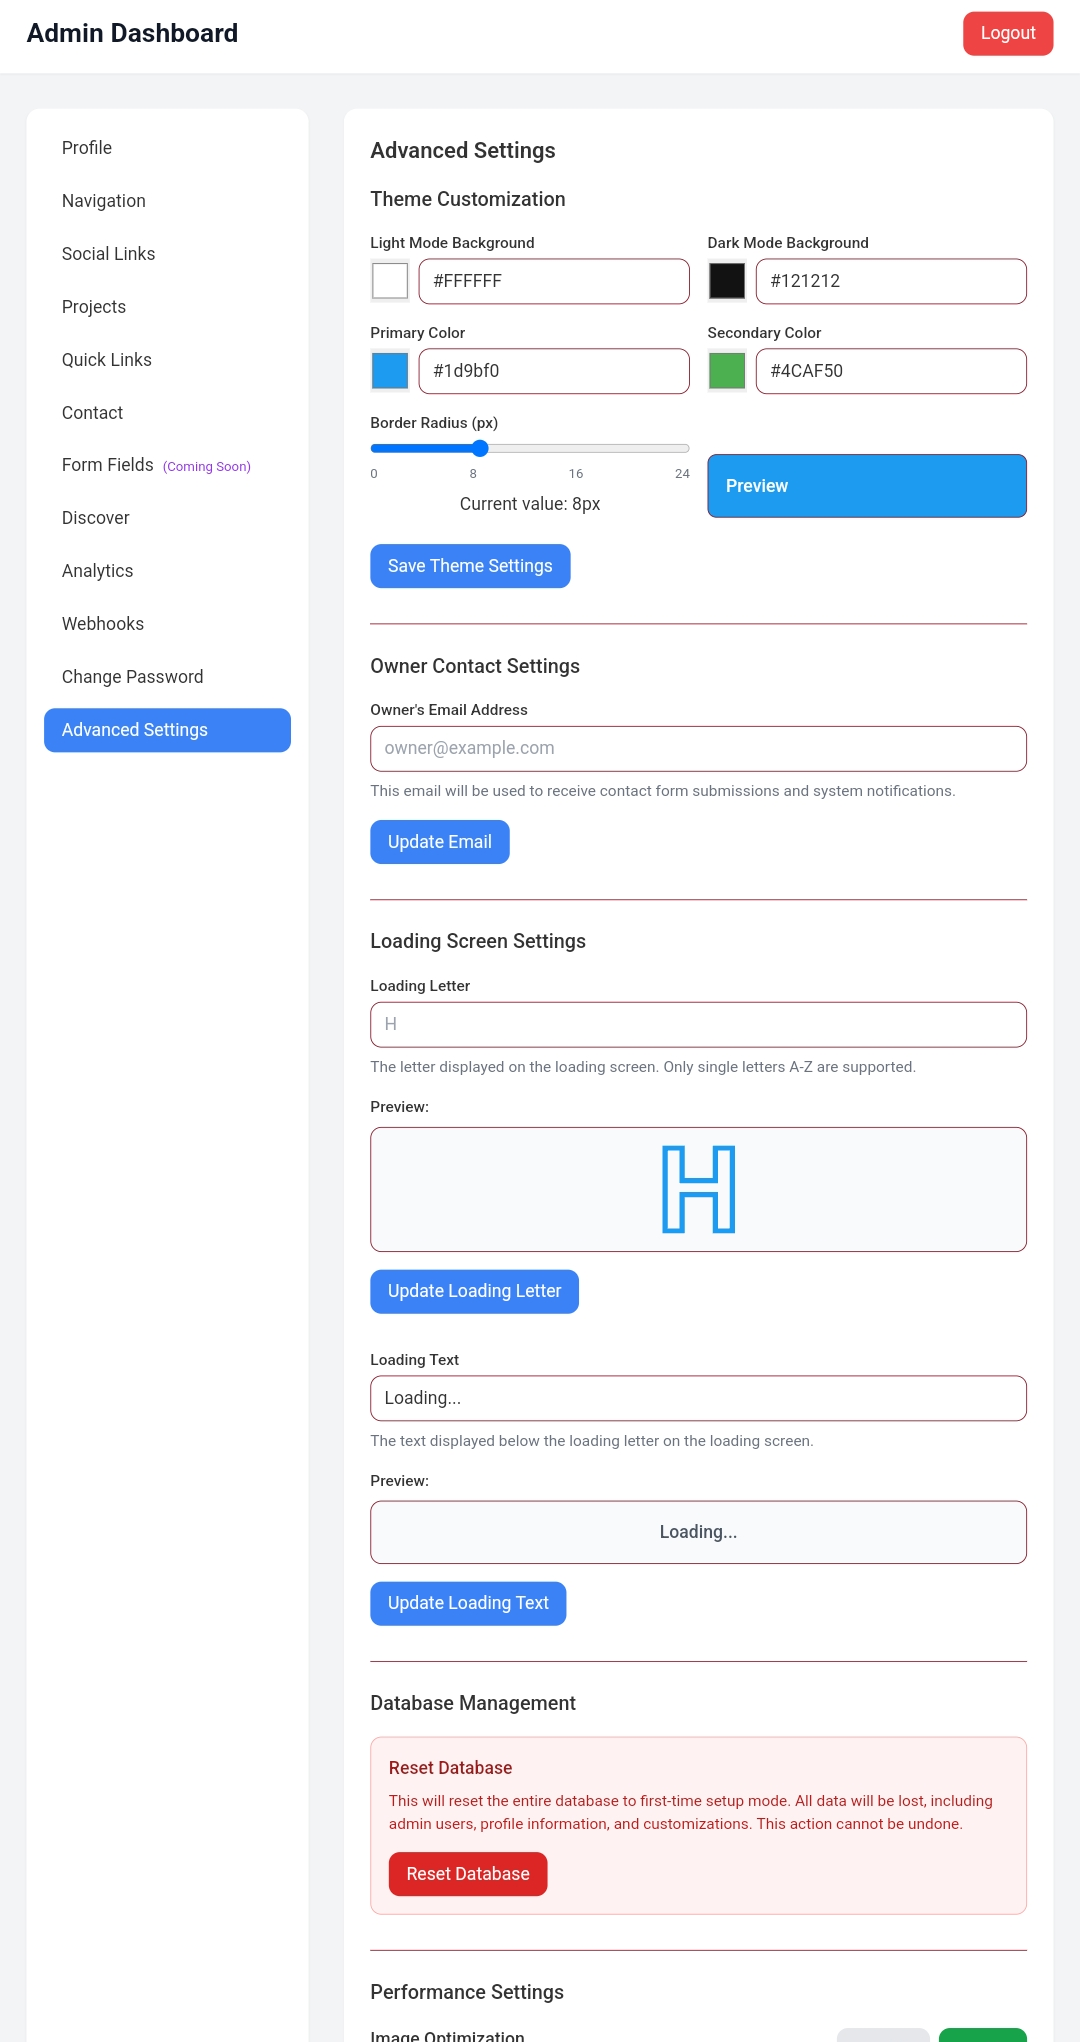 Admin Dashboard
Logout
Profile
Navigation
Social Links
Projects
Quick Links
Contact
Form Fields (Coming Soon)
Discover
Analytics
Webhooks
Change Password
Advanced Settings
Advanced Settings
Theme Customization
Light Mode Background
#FFFFFF
Dark Mode Background
#121212
Primary Color
#1d9bf0
Secondary Color
#4CAF50
Border Radius (px)
0 8 16 24
Current value: 8px
Preview
Save Theme Settings
Owner Contact Settings
Owner's Email Address
owner@example.com
This email will be used to receive contact form submissions and system notifications.
Update Email
Loading Screen Settings
Loading Letter
H
The letter displayed on the loading screen. Only single letters A-Z are supported.
Preview:
H
Update Loading Letter
Loading Text
Loading...
The text displayed below the loading letter on the loading screen.
Preview:
Loading...
Update Loading Text
Database Management
Reset Database
This will reset the entire database to first-time setup mode. All data will be lost, including
admin users, profile information, and customizations. This action cannot be undone.
Reset Database
Performance Settings
Image Optimization